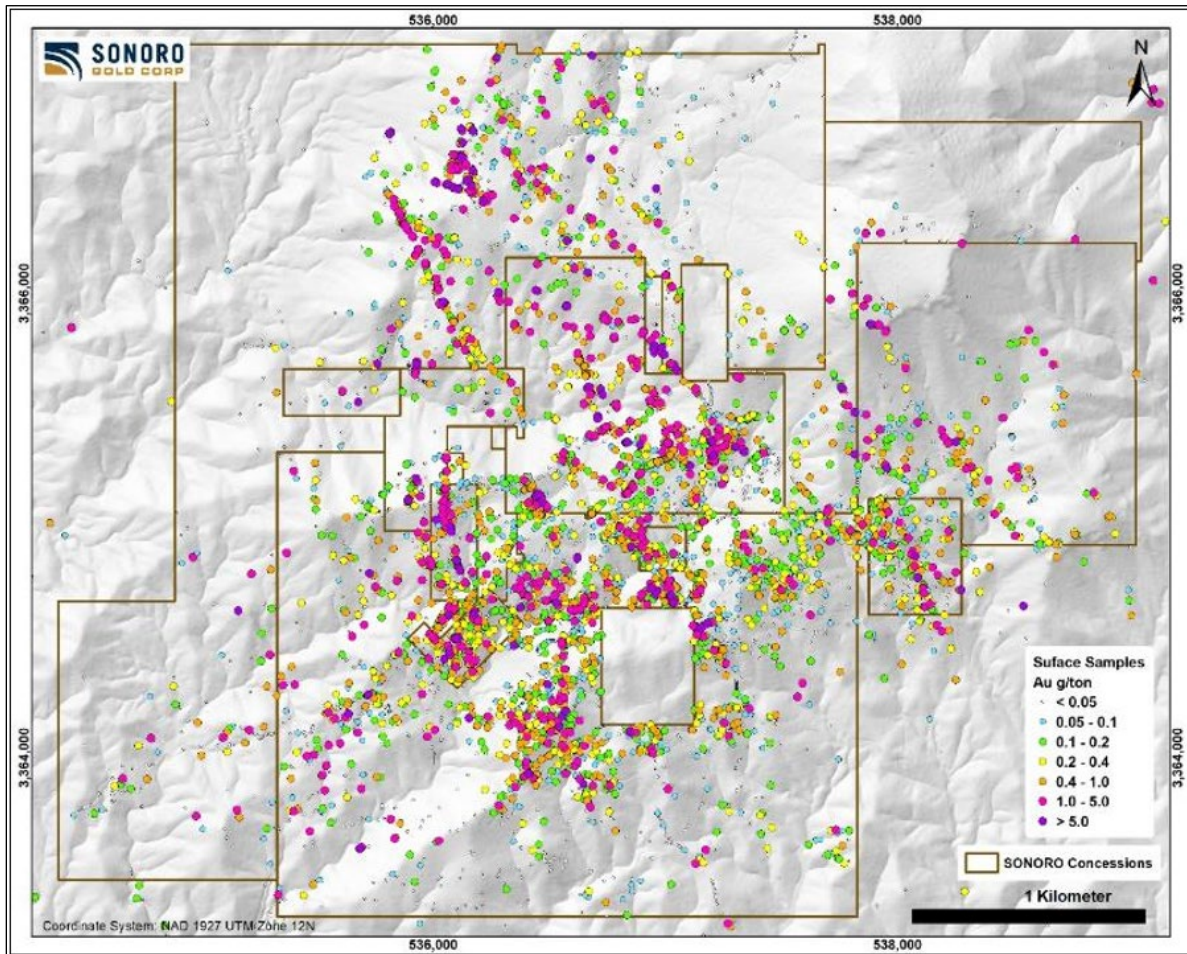 536,000
538,000
SONORO
GOLD CORP
N
3,366,000
3,366,000
Suface Samples
Au g/ton
< 0.05
0.05 - 0.1
0.1 - 0.2
0.2 - 0.4
0.4 - 1.0
1.0 - 5.0
> 5.0
3,364,000
3,364,000
SONORO Concessions
1 Kilometer
Coordinate System: NAD 1927 UTM Zone 12N
536,000
538,000